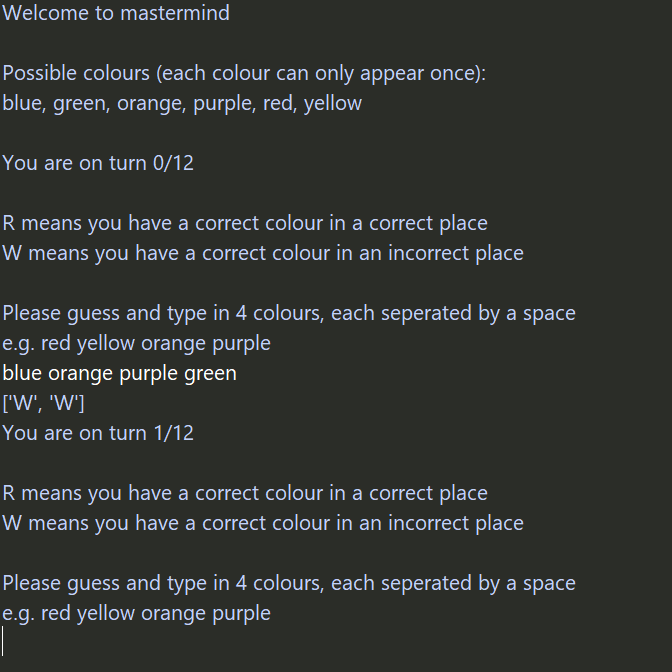 Welcome to mastermind
Possible colours (each colour can only appear once):
blue, green, orange, purple, red, yellow
You are on turn 0/12
R means you have a correct colour in a correct place
W means you have a correct colour in an incorrect place
Please guess and type in 4 colours, each seperated by a space
e.g. red yellow orange purple
blue orange purple green
['W', 'W']
You are on turn 1/12
R means you have a correct colour in a correct place
W means you have a correct colour in an incorrect place
Please guess and type in 4 colours, each seperated by a space
e.g. red yellow orange purple